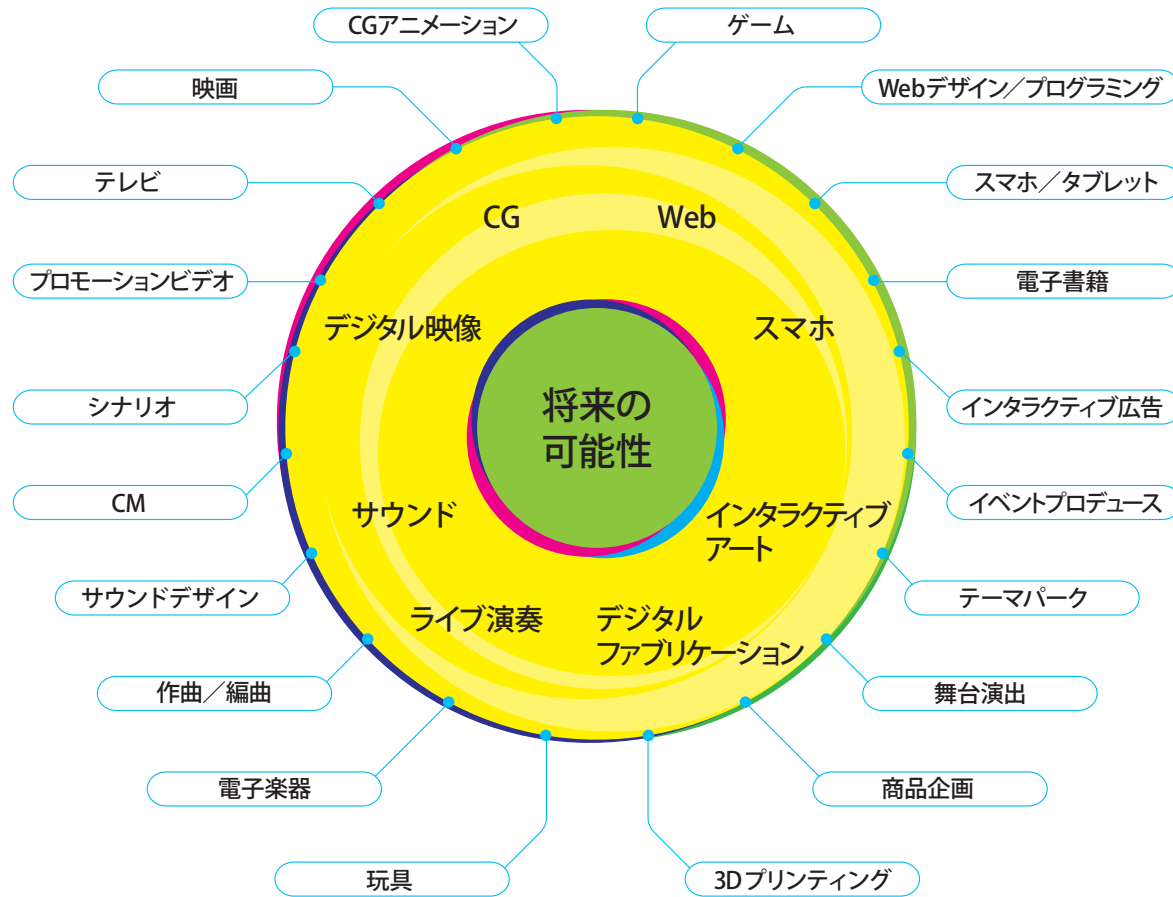 CGアニメーション
ゲーム
映画
Webデザイン／プログラミング
テレビ
スマホ／タブレット
CG
Web
プロモーションビデオ
電子書籍
デジタル映像
スマホ
シナリオ
将来の
可能性
インタラクティブ広告
CM
サウンド
インタラクティブ
アート
イベントプロデュース
サウンドデザイン
ライブ演奏
デジタル
ファブリケーション
テーマパーク
作曲／編曲
舞台演出
電子楽器
商品企画
玩具
3Dプリンティング